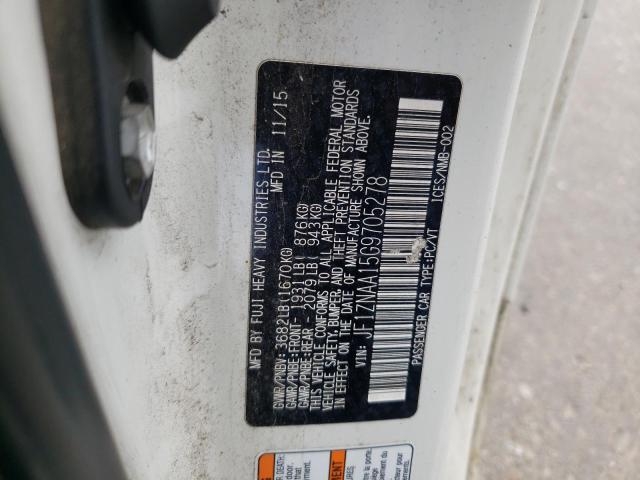 MFD BY FUJI HEAVY INDUSTRIES LTD.
MFD IN 11/15
GVWR/PNBV: 3682LB(1670KG)
GAWR/PNBE:FRONT- 1931LB( 876KG)
GAWR/PNBE:REAR - 2079LB( 943KG)
THIS VEHICLE CONFORMS TO ALL APPLICABLE FEDERAL MOTOR
VEHICLE SAFETY, BUMPER, AND THEFT PREVENTION STANDARDS
IN EFFECT ON THE DATE OF MANUFACTURE SHOWN ABOVE.
VIN: JF1ZNAA15G9705278
ICES/NMB-002
PASSENGER CAR TYPE:PC/VT